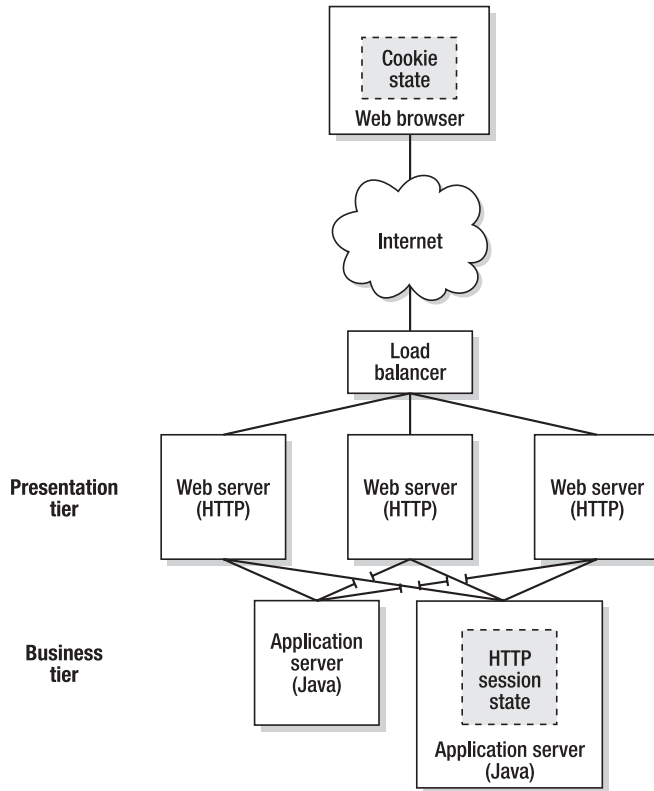 Cookie
state
Web browser
Internet
Load
balancer
Presentation
tier
Web server
(HTTP)
Web server
(HTTP)
Web server
(HTTP)
Business
tier
Application
server
(Java)
HTTP
session
state
Application server
(Java)